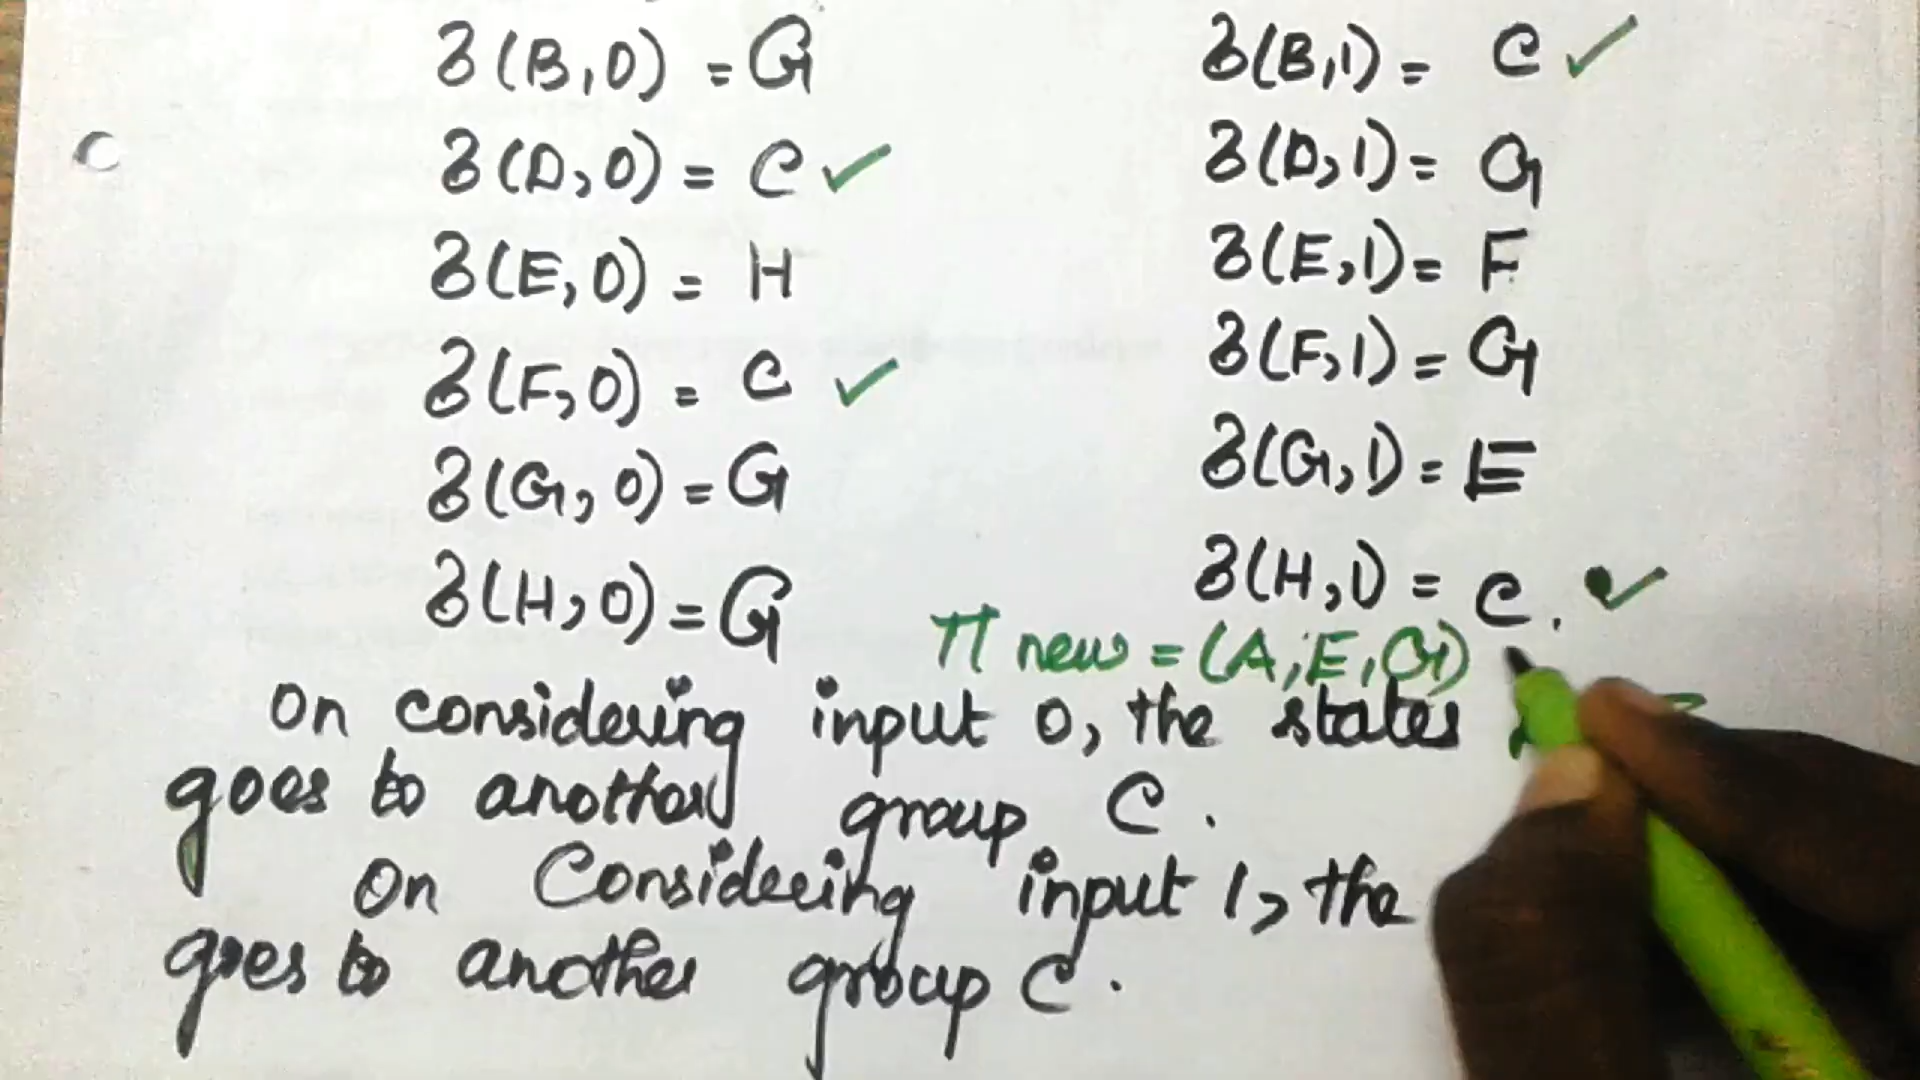 δ(B,0) = G δ(B,1) = C ✓
δ(D,0) = C ✓ δ(D,1) = G
δ(E,0) = H δ(E,1) = F
δ(F,0) = C ✓ δ(F,1) = G
δ(G,0) = G δ(G,1) = E
δ(H,0) = G δ(H,1) = C. ✓
Π new = (A,E,G)
On considering input 0, the states
goes to another group C.
On Considering input 1, the
goes to another group C.